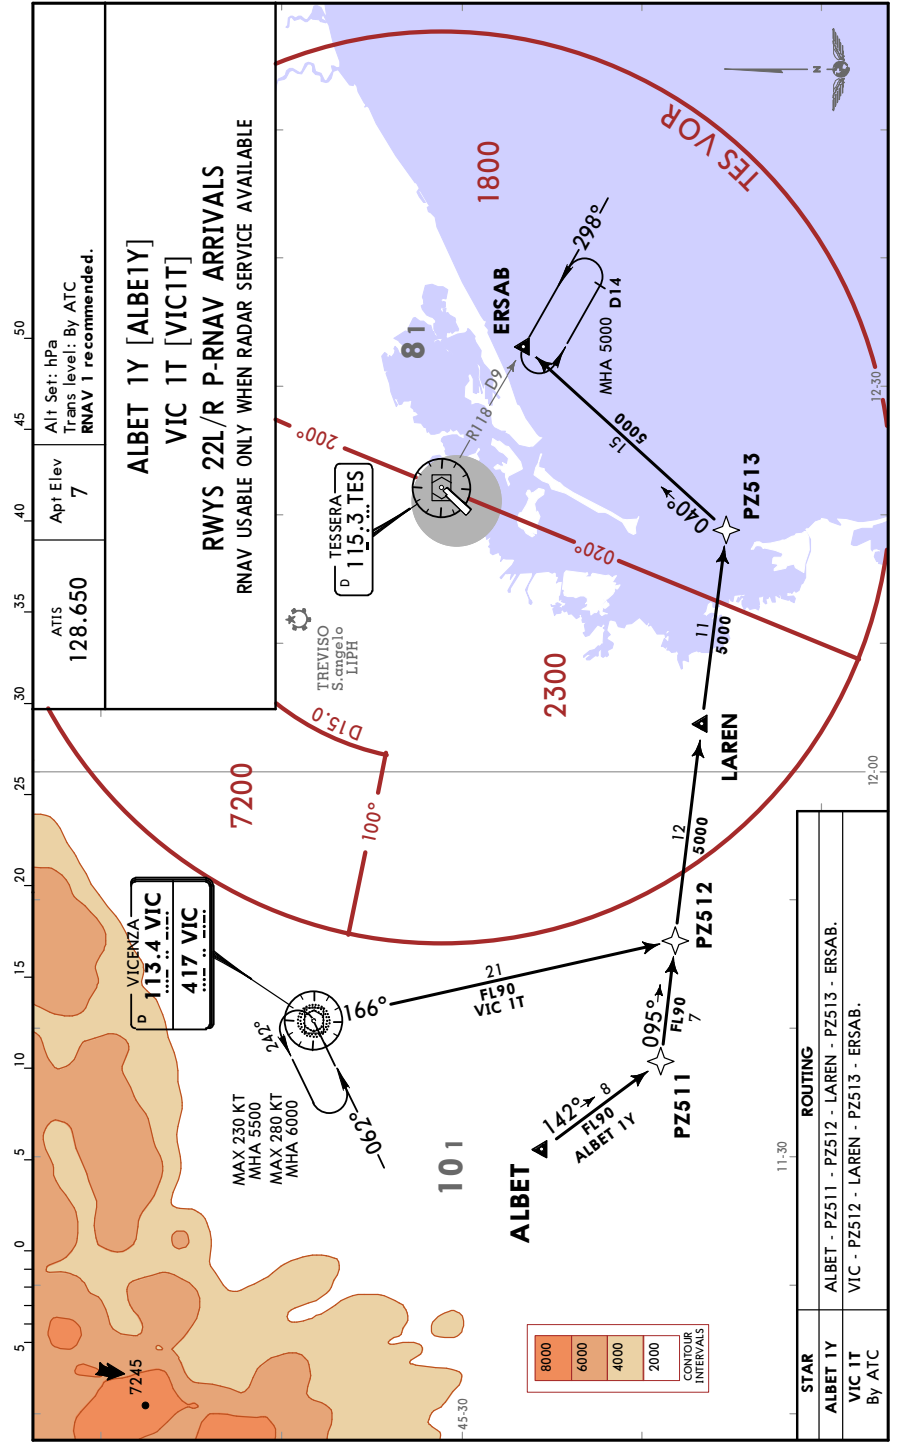 ATIS
128.650
Apt Elev
7
Alt Set: hPa
Trans level: By ATC
RNAV 1 recommended.
ALBET 1Y [ALBE1Y]
VIC 1T [VIC1T]
RWYS 22L/R P-RNAV ARRIVALS
RNAV USABLE ONLY WHEN RADAR SERVICE AVAILABLE
5
0
5
10
15
20
25
30
35
40
45
50
7245
D VICENZA
113.4 VIC
417 VIC
7200
D15.0
100°
TREVISO
S.angelo
LIPH
D TESSERA
115.3 TES
200°
020°
81
R118
D9
ERSAB
298°
D14
MHA 5000
1800
TES VOR
N
242°
062°
MAX 230 KT
MHA 5500
MAX 280 KT
MHA 6000
166°
21
FL90
VIC 1T
101
ALBET
142°
8
FL90
ALBET 1Y
PZ511
095°
FL90
7
PZ512
12
5000
LAREN
11
5000
PZ513
040°
15
5000
2300
11-30
12-00
12-30
45-30
8000
6000
4000
2000
CONTOUR
INTERVALS
STAR
ROUTING
ALBET 1Y
ALBET - PZ511 - PZ512 - LAREN - PZ513 - ERSAB.
VIC 1T
By ATC
VIC - PZ512 - LAREN - PZ513 - ERSAB.